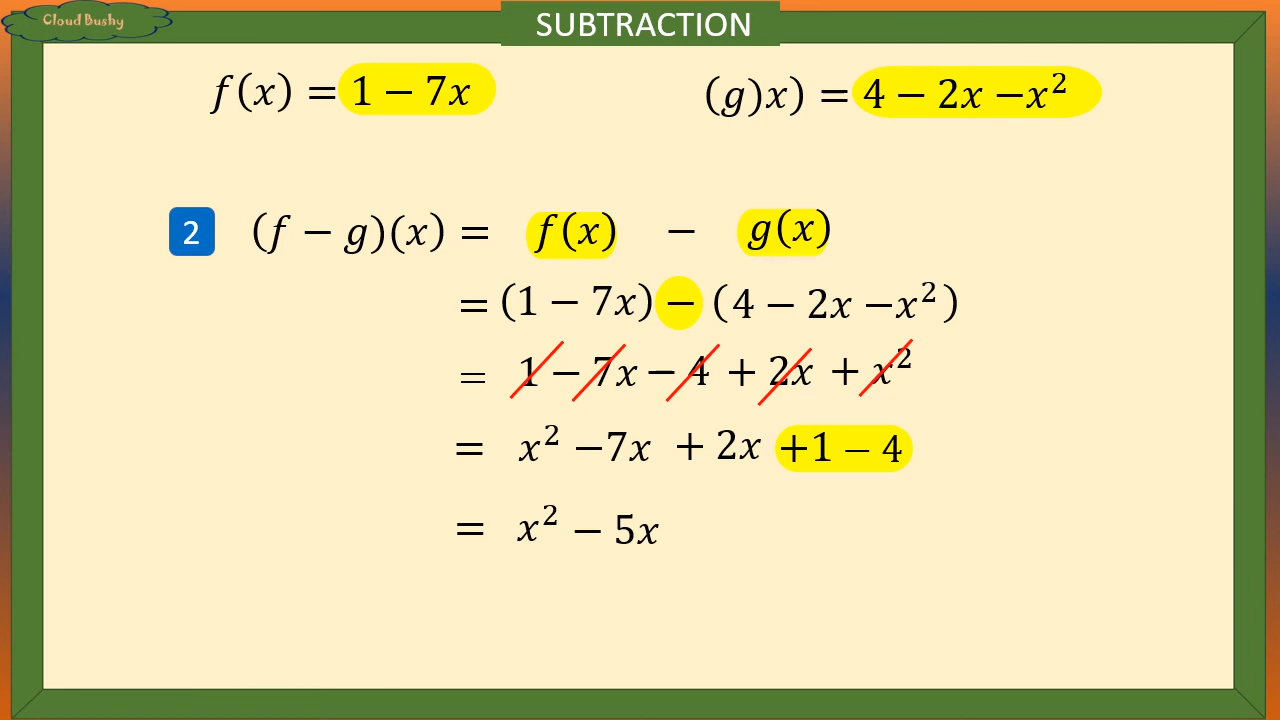 Cloud Bushy
SUBTRACTION
f(x) = 1 − 7x (g)x) = 4 − 2x −x²
2 (f − g)(x) = f(x) − g(x)
= (1 − 7x) − (4 − 2x −x²)
= 1 − 7x − 4 + 2x + x²
= x² −7x + 2x +1 − 4
= x² − 5x